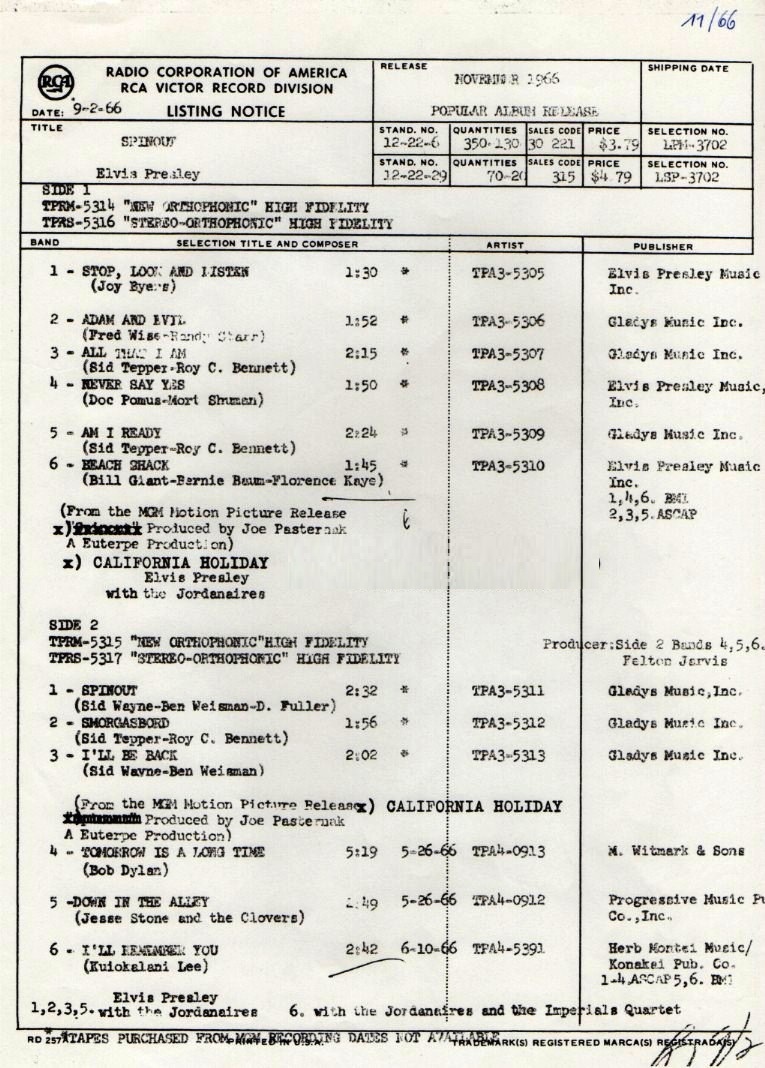 11/66
RCA
RADIO CORPORATION OF AMERICA
RCA VICTOR RECORD DIVISION
DATE: 9-2-66 LISTING NOTICE
RELEASE
NOVEMBER 1966
POPULAR ALBUM RELEASE
SHIPPING DATE
TITLE
SPINOUT
Elvis Presley
STAND. NO. QUANTITIES SALES CODE PRICE SELECTION NO.
12-22-6 350-130 30 221 $3.79 LPM-3702
STAND. NO. QUANTITIES SALES CODE PRICE SELECTION NO.
12-22-29 70-20 315 $4.79 LSP-3702
SIDE 1
TPRM-5314 "NEW ORTHOPHONIC" HIGH FIDELITY
TPRS-5316 "STEREO-ORTHOPHONIC" HIGH FIDELITY
BAND SELECTION TITLE AND COMPOSER ARTIST PUBLISHER
1 - STOP, LOOK AND LISTEN 1:30 * TPA3-5305 Elvis Presley Music
(Joy Byers) Inc.
2 - ADAM AND EVIL 1:52 * TPA3-5306 Gladys Music Inc.
(Fred Wise-Randy Starr)
3 - ALL THAT I AM 2:15 * TPA3-5307 Gladys Music Inc.
(Sid Tepper-Roy C. Bennett)
4 - NEVER SAY YES 1:50 * TPA3-5308 Elvis Presley Music,
(Doc Pomus-Mort Shuman) Inc.
5 - AM I READY 2:24 * TPA3-5309 Gladys Music Inc.
(Sid Tepper-Roy C. Bennett)
6 - BEACH SHACK 1:45 * TPA3-5310 Elvis Presley Music
(Bill Giant-Bernie Baum-Florence Kaye) Inc.
1,4,6. BMI
(From the MGM Motion Picture Release 6 2,3,5. ASCAP
x) Produced by Joe Pasternak
A Euterpe Production)
x) CALIFORNIA HOLIDAY
Elvis Presley
with the Jordanaires
SIDE 2
TPRM-5315 "NEW ORTHOPHONIC"HIGH FIDELITY Producer:Side 2 Bands 4,5,6.
TPRS-5317 "STEREO-ORTHOPHONIC" HIGH FIDELITY Felton Jarvis
1 - SPINOUT 2:32 * TPA3-5311 Gladys Music,Inc.
(Sid Wayne-Ben Weisman-D. Fuller)
2 - SMORGASBORD 1:56 * TPA3-5312 Gladys Music Inc.
(Sid Tepper-Roy C. Bennett)
3 - I'LL BE BACK 2:02 * TPA3-5313 Gladys Music Inc.
(Sid Wayne-Ben Weisman)
(From the MGM Motion Picture Release x) CALIFORNIA HOLIDAY
Produced by Joe Pasternak
A Euterpe Production)
4 - TOMORROW IS A LONG TIME 5:19 5-26-66 TPA4-0913 M. Witmark & Sons
(Bob Dylan)
5 -DOWN IN THE ALLEY :49 5-26-66 TPA4-0912 Progressive Music Pu
(Jesse Stone and the Clovers) Co.,Inc.
6 - I'LL REMEMBER YOU 2:42 6-10-66 TPA4-5391 Herb Montei Music/
(Kuiokalani Lee) Konakai Pub. Co.
1-4,ASCAP 5,6. BMI
Elvis Presley
1,2,3,5. with the Jordanaires 6. with the Jordanaires and the Imperials Quartet
* TAPES PURCHASED FROM MGM RECORDING DATES NOT AVAILABLE
RD 257 PRINTED IN U.S.A. TRADEMARK(S) REGISTERED MARCA(S) REGISTRADA(S)